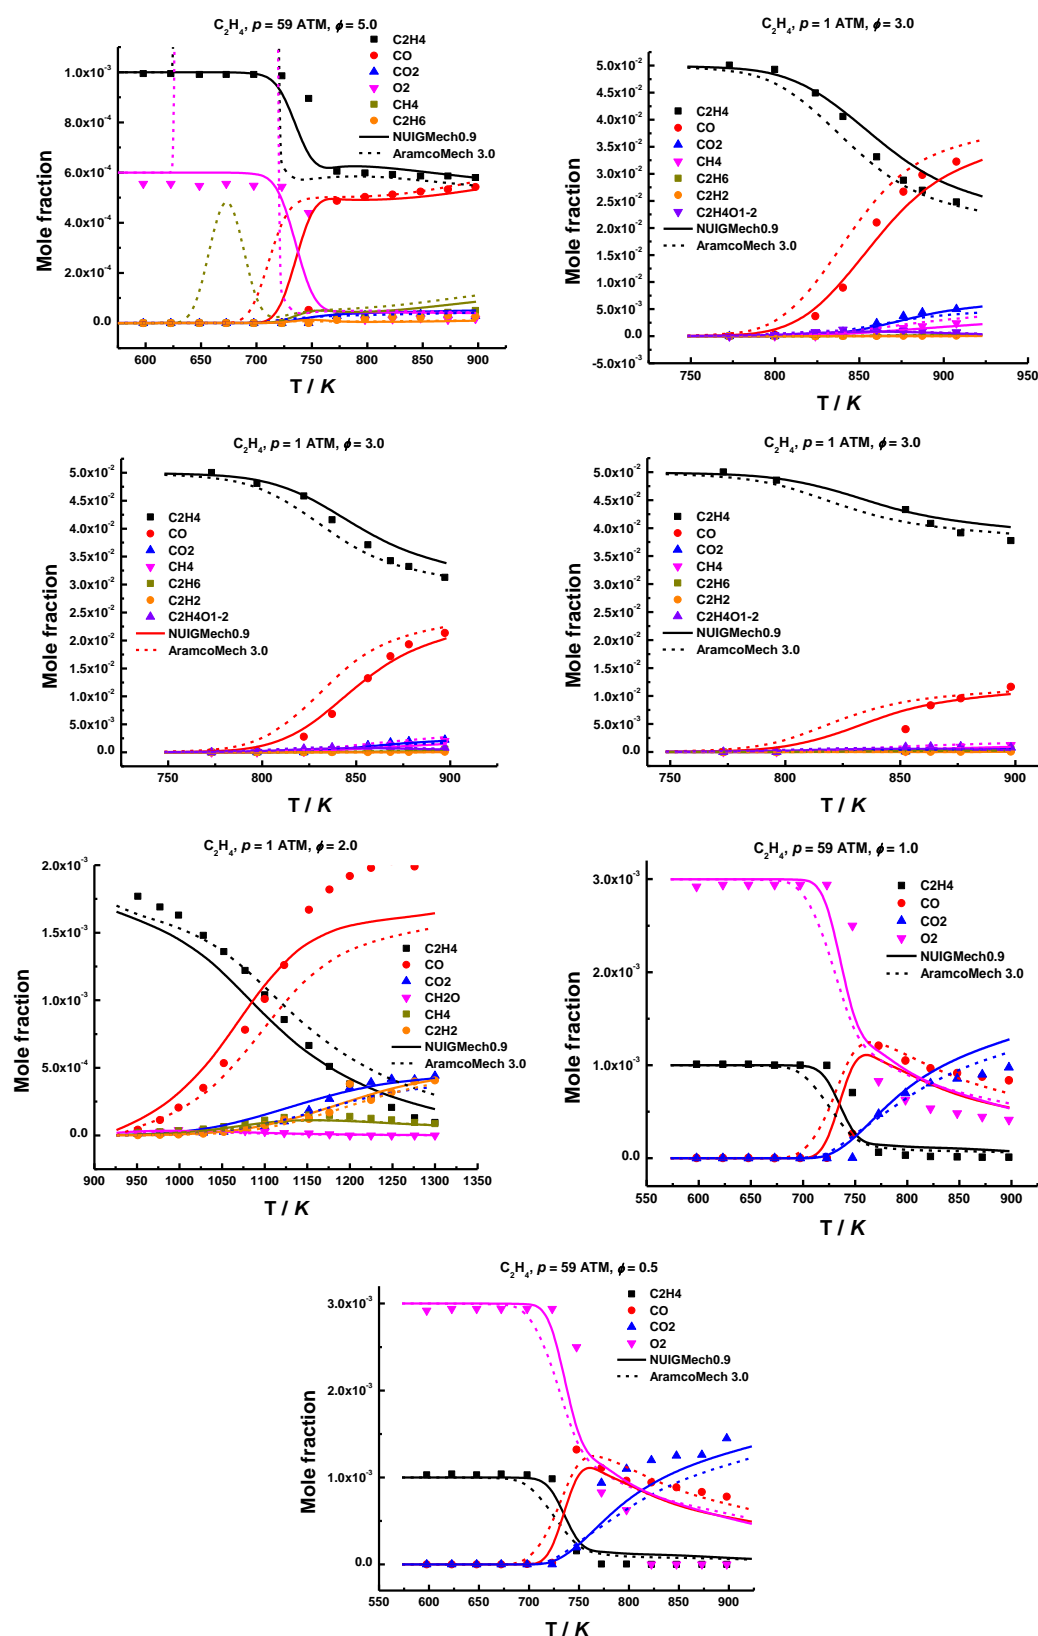 C2H4, p = 59 ATM, ϕ = 5.0
C2H4
CO
CO2
O2
CH4
C2H6
NUIGMech0.9
AramcoMech 3.0
1.0x10-3
8.0x10-4
6.0x10-4
4.0x10-4
2.0x10-4
0.0
Mole fraction
600 650 700 750 800 850 900
T / K
C2H4, p = 1 ATM, ϕ = 3.0
5.0x10-2
4.5x10-2
4.0x10-2
3.5x10-2
3.0x10-2
2.5x10-2
2.0x10-2
1.5x10-2
1.0x10-2
5.0x10-3
0.0
-5.0x10-3
C2H4
CO
CO2
CH4
C2H6
C2H2
C2H4O1-2
NUIGMech0.9
AramcoMech 3.0
Mole fraction
750 800 850 900 950
T / K
C2H4, p = 1 ATM, ϕ = 3.0
5.0x10-2
4.5x10-2
4.0x10-2
3.5x10-2
3.0x10-2
2.5x10-2
2.0x10-2
1.5x10-2
1.0x10-2
5.0x10-3
0.0
C2H4
CO
CO2
CH4
C2H6
C2H2
C2H4O1-2
NUIGMech0.9
AramcoMech 3.0
Mole fraction
750 800 850 900
T / K
C2H4, p = 1 ATM, ϕ = 3.0
5.0x10-2
4.5x10-2
4.0x10-2
3.5x10-2
3.0x10-2
2.5x10-2
2.0x10-2
1.5x10-2
1.0x10-2
5.0x10-3
0.0
C2H4
CO
CO2
CH4
C2H6
C2H2
C2H4O1-2
NUIGMech0.9
AramcoMech 3.0
Mole fraction
750 800 850 900
T / K
C2H4, p = 1 ATM, ϕ = 2.0
2.0x10-3
1.5x10-3
1.0x10-3
5.0x10-4
0.0
C2H4
CO
CO2
CH2O
CH4
C2H2
NUIGMech0.9
AramcoMech 3.0
Mole fraction
900 950 1000 1050 1100 1150 1200 1250 1300 1350
T / K
C2H4, p = 59 ATM, ϕ = 1.0
3.0x10-3
2.0x10-3
1.0x10-3
0.0
C2H4
CO
CO2
O2
NUIGMech0.9
AramcoMech 3.0
Mole fraction
550 600 650 700 750 800 850 900
T / K
C2H4, p = 59 ATM, ϕ = 0.5
3.0x10-3
2.0x10-3
1.0x10-3
0.0
C2H4
CO
CO2
O2
NUIGMech0.9
AramcoMech 3.0
Mole fraction
550 600 650 700 750 800 850 900
T / K